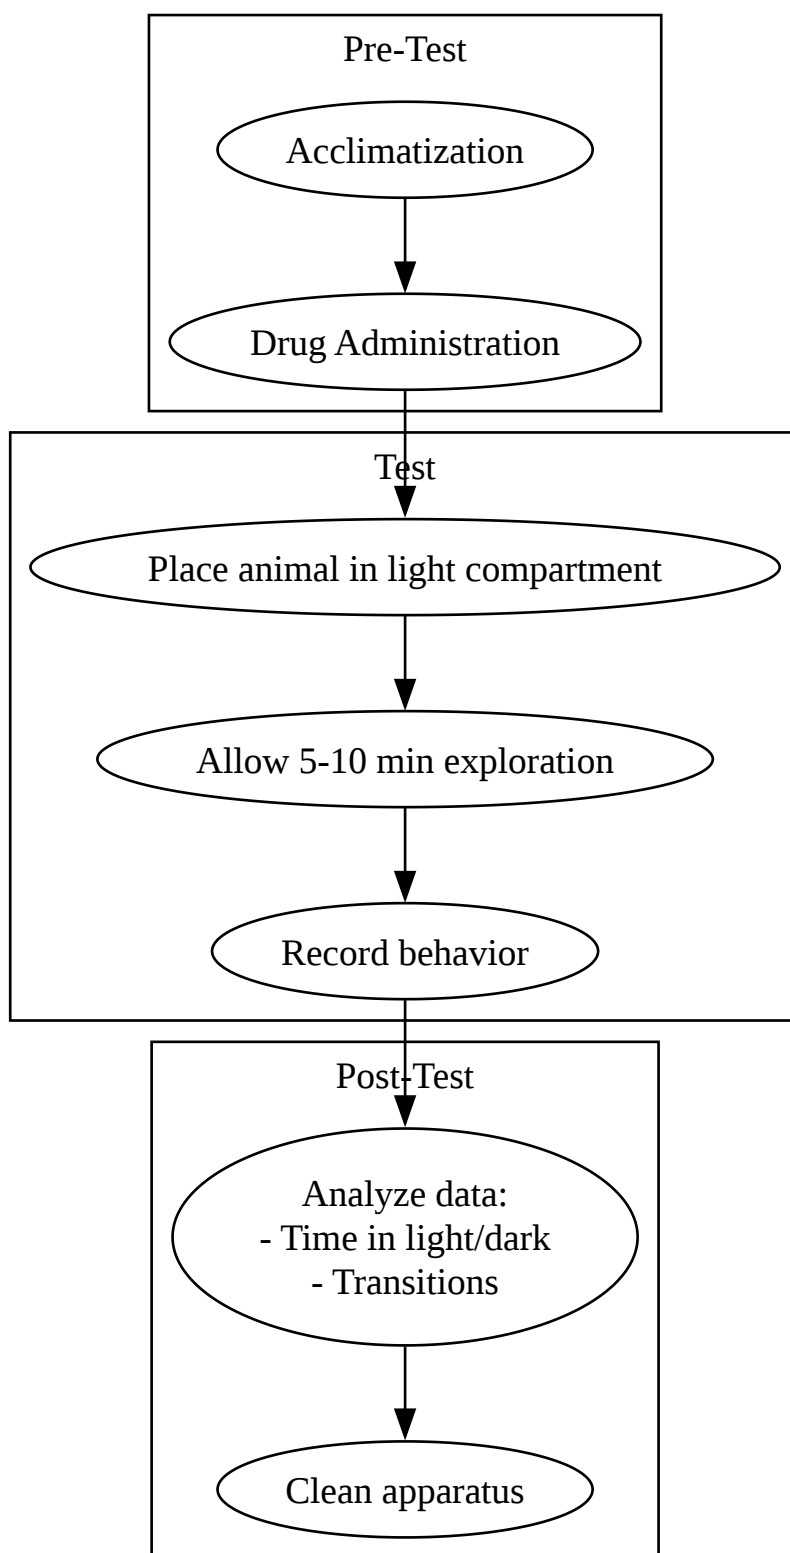 Pre-Test
Acclimatization
Drug Administration
Test
Place animal in light compartment
Allow 5-10 min exploration
Record behavior
Post-Test
Analyze data:
- Time in light/dark
- Transitions
Clean apparatus